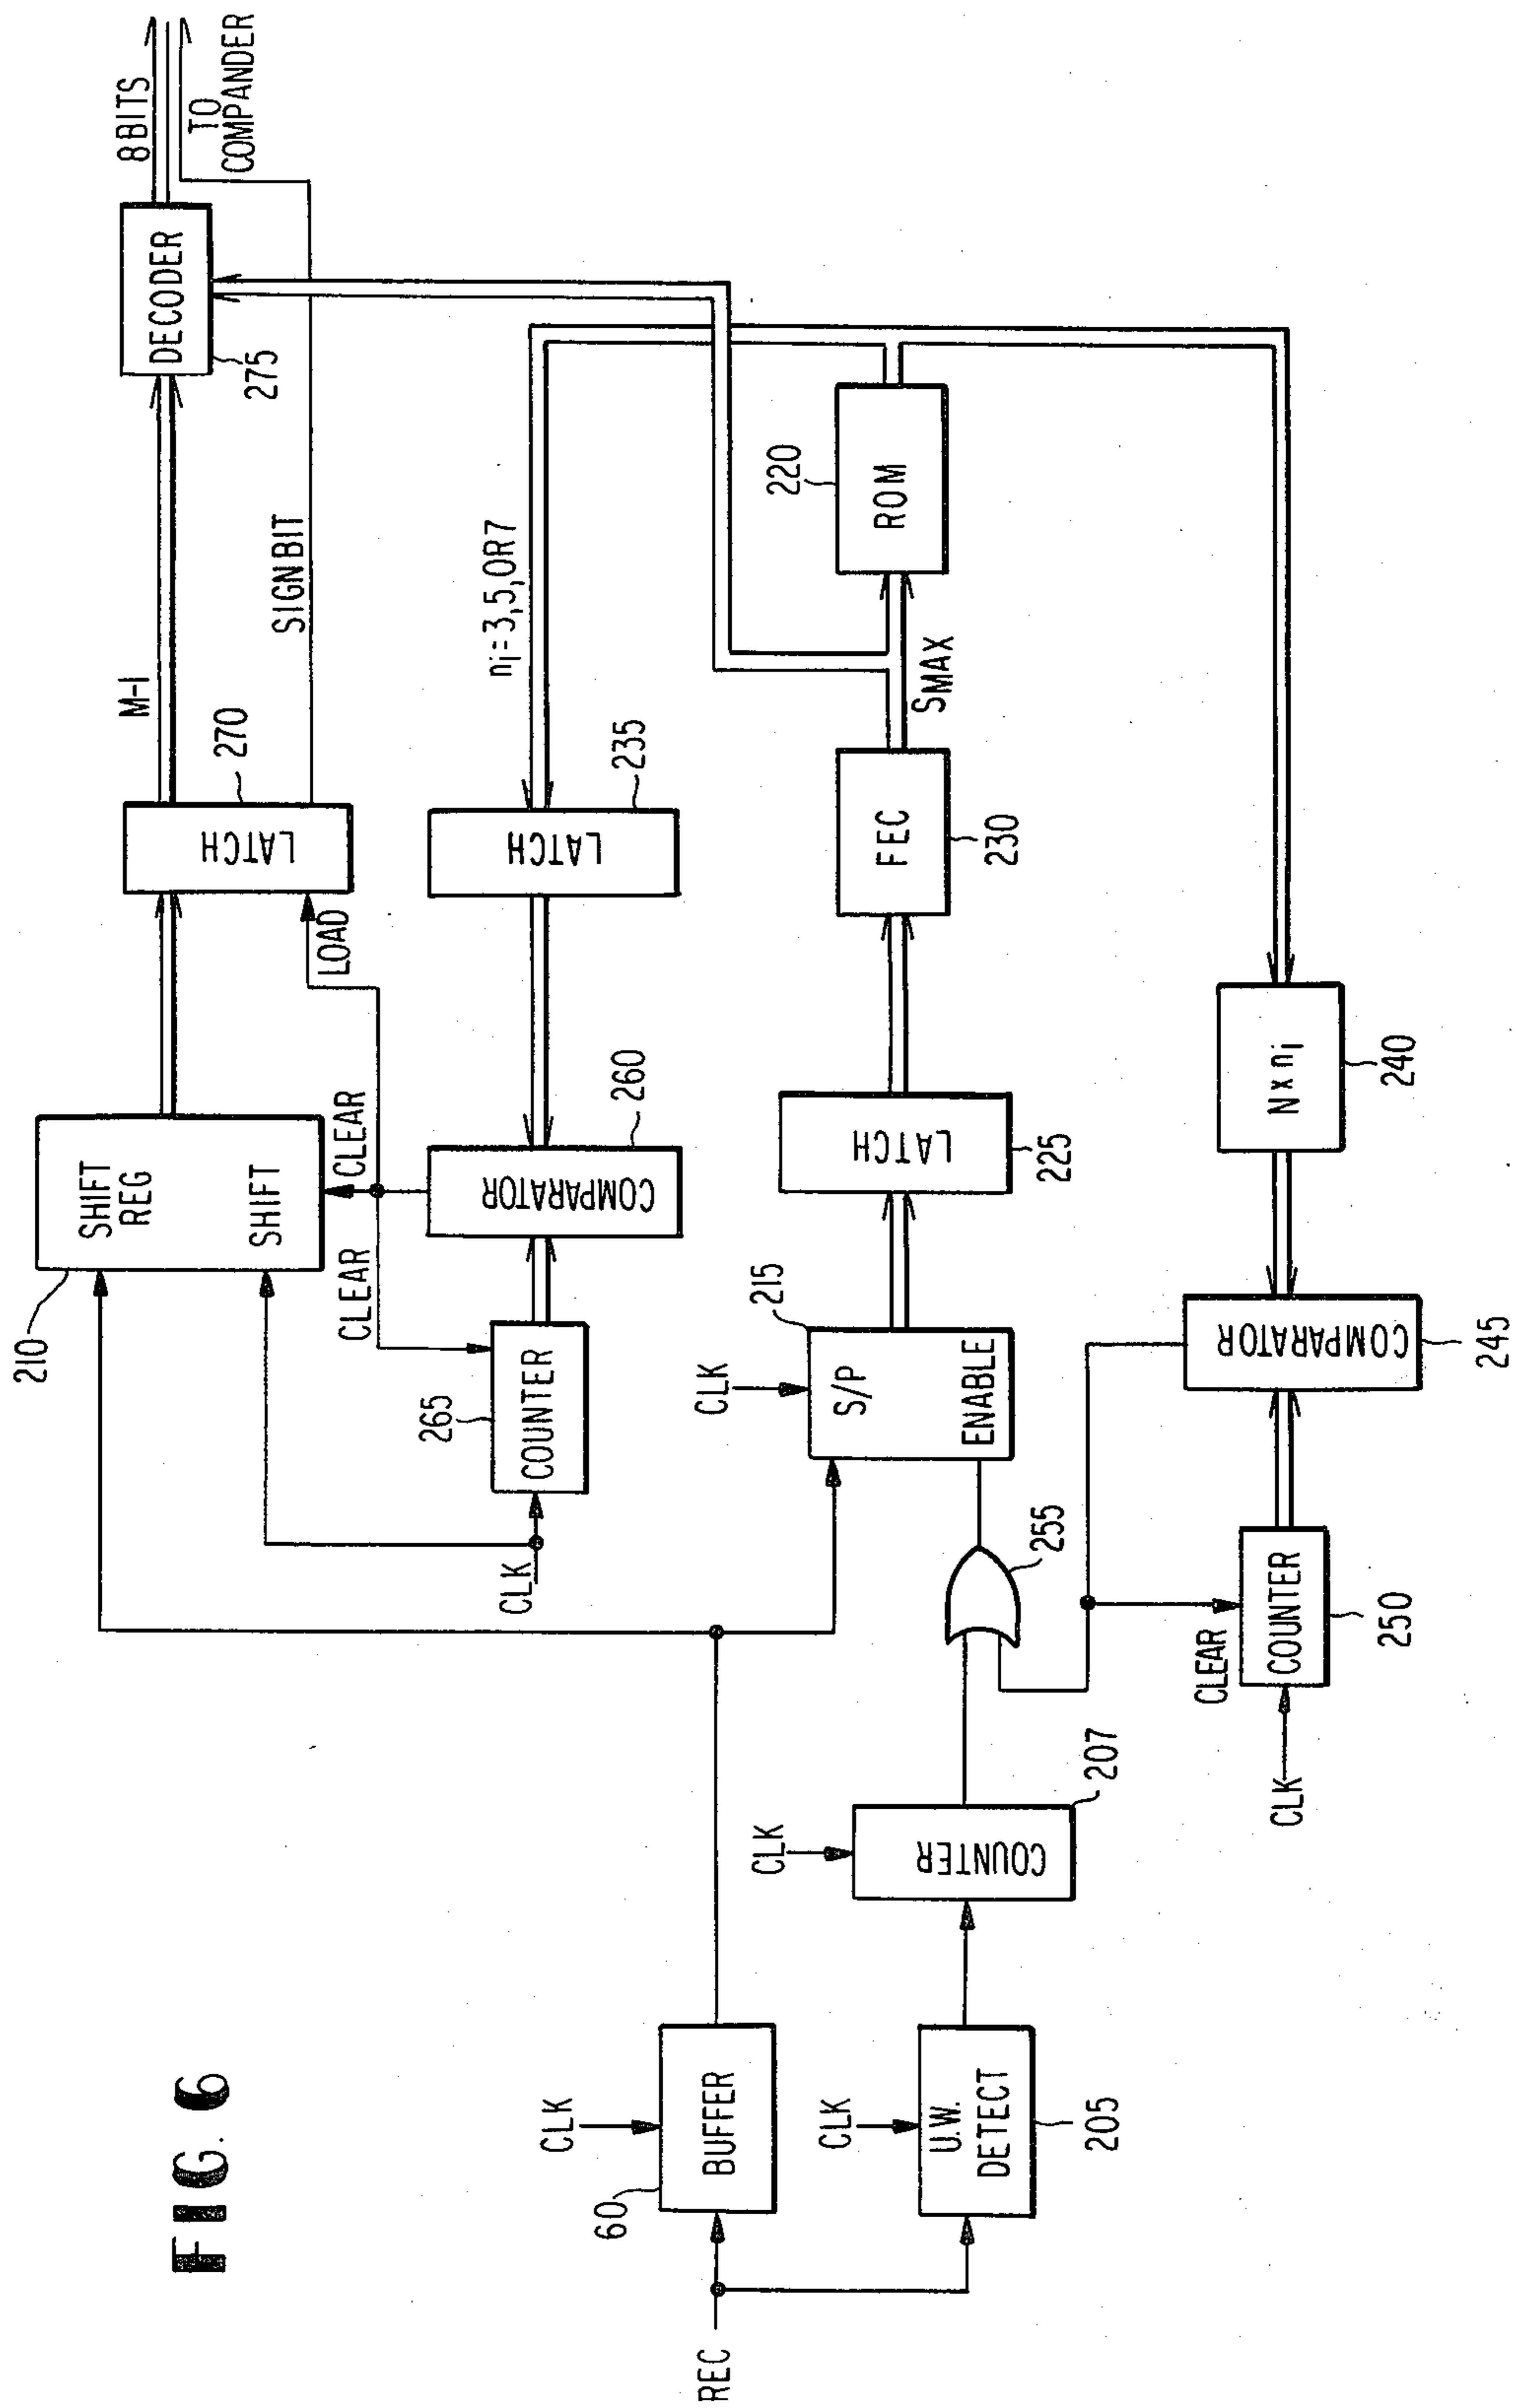 FIG. 6
REC
60
BUFFER
CLK
U.W.
DETECT
205
CLK
COUNTER
207
CLK
255
CLK
COUNTER
250
CLEAR
COMPARATOR
245
N x ni
240
S/P
ENABLE
215
CLK
LATCH
225
FEC
230
SMAX
ROM
220
CLK
COUNTER
265
CLEAR
CLEAR
COMPARATOR
260
LATCH
235
ni = 3,5,OR7
SHIFT
REG
SHIFT
210
LOAD
LATCH
270
M-1
SIGN BIT
DECODER
275
8 BITS
TO
COMPANDER